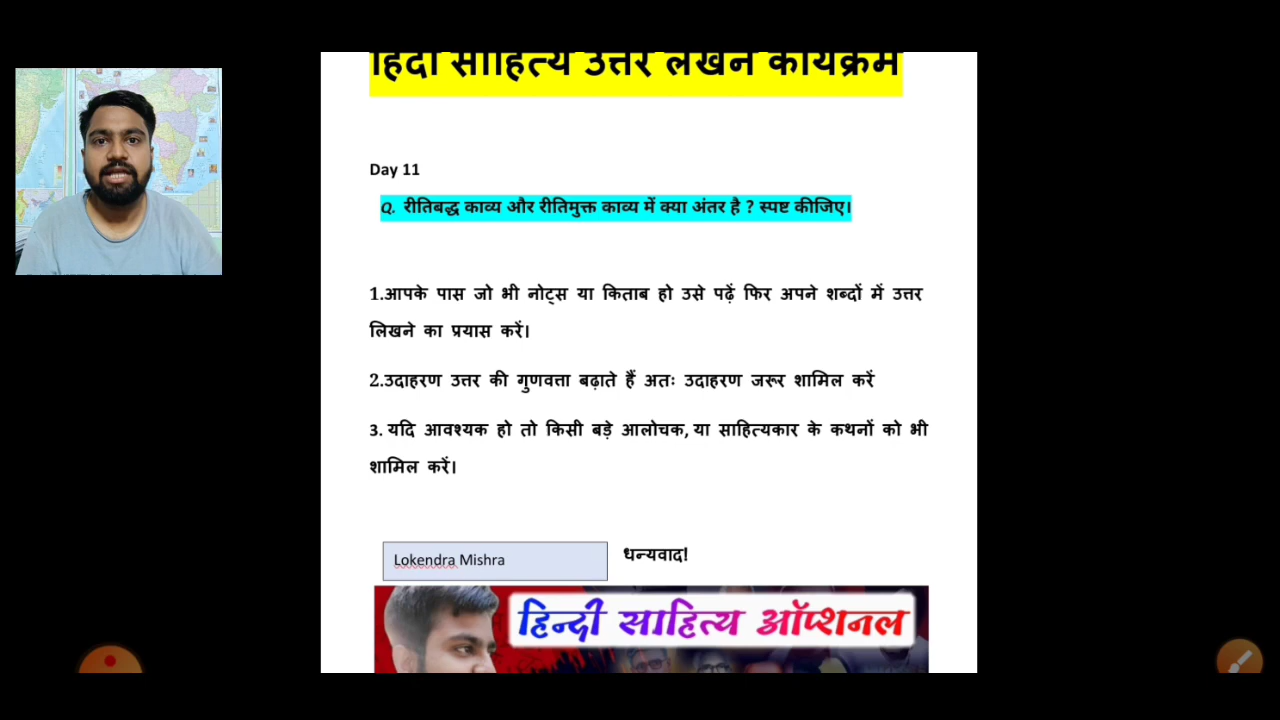 हिंदी साहित्य उत्तर लेखन कार्यक्रम
Day 11
Q. रीतिबद्ध काव्य और रीतिमुक्त काव्य में क्या अंतर है ? स्पष्ट कीजिए।
1.आपके पास जो भी नोट्स या किताब हो उसे पढ़ें फिर अपने शब्दों में उत्तर
लिखने का प्रयास करें।
2.उदाहरण उत्तर की गुणवत्ता बढ़ाते हैं अतः उदाहरण जरूर शामिल करें
3. यदि आवश्यक हो तो किसी बड़े आलोचक, या साहित्यकार के कथनों को भी
शामिल करें।
Lokendra Mishra
धन्यवाद!
हिन्दी साहित्य ऑप्शनल